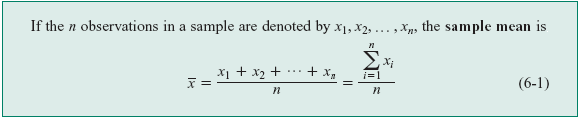 If the n observations in a sample are denoted by x₁, x₂, . . . , xₙ, the sample mean is
x̄ = (x₁ + x₂ + ⋯ + xₙ) / n = (∑ⁿᵢ₌₁ xᵢ) / n (6-1)